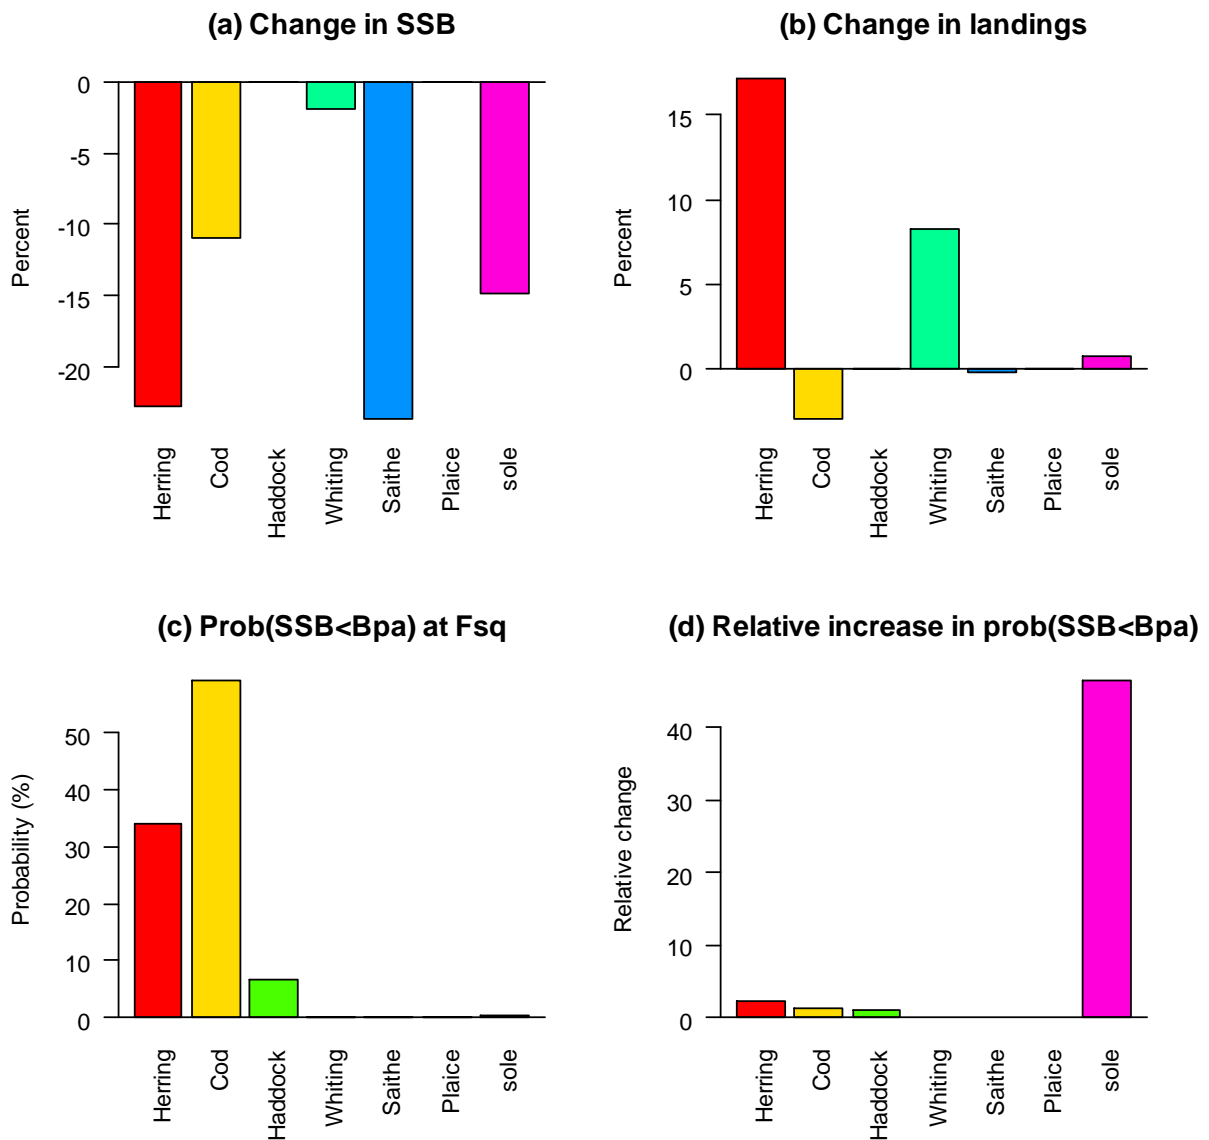 (a) Change in SSB
Percent
0
-5
-10
-15
-20
Herring
Cod
Haddock
Whiting
Saithe
Plaice
sole
(b) Change in landings
Percent
15
10
5
0
Herring
Cod
Haddock
Whiting
Saithe
Plaice
sole
(c) Prob(SSB<Bpa) at Fsq
Probability (%)
50
40
30
20
10
0
Herring
Cod
Haddock
Whiting
Saithe
Plaice
sole
(d) Relative increase in prob(SSB<Bpa)
Relative change
40
30
20
10
0
Herring
Cod
Haddock
Whiting
Saithe
Plaice
sole